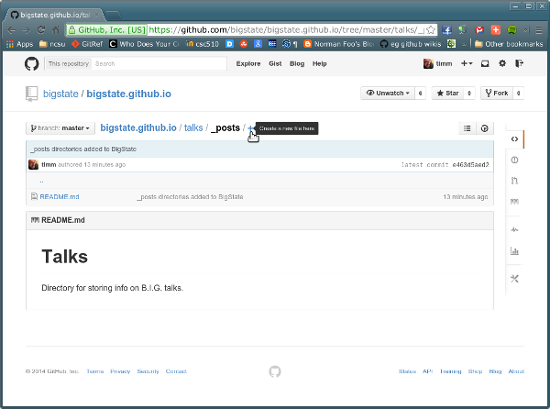 bigstate.github.io/tal
GitHub, Inc. [US] https://github.com/bigstate/bigstate.github.io/tree/master/talks/_
Apps ncsu GitRef Who Does Your C csc510 Norman Foo's Blo eg github wikis Other bookmarks
This repository Search Explore Gist Blog Help timm
bigstate / bigstate.github.io Unwatch 6 Star 0 Fork 0
branch: master bigstate.github.io / talks / _posts / + Create a new file here
_posts directories added to BigState
timm authored 13 minutes ago latest commit e463d5aed2
..
README.md _posts directories added to BigState 13 minutes ago
README.md
Talks
Directory for storing info on B.I.G. talks.
© 2014 GitHub, Inc. Terms Privacy Security Contact Status API Training Shop Blog About